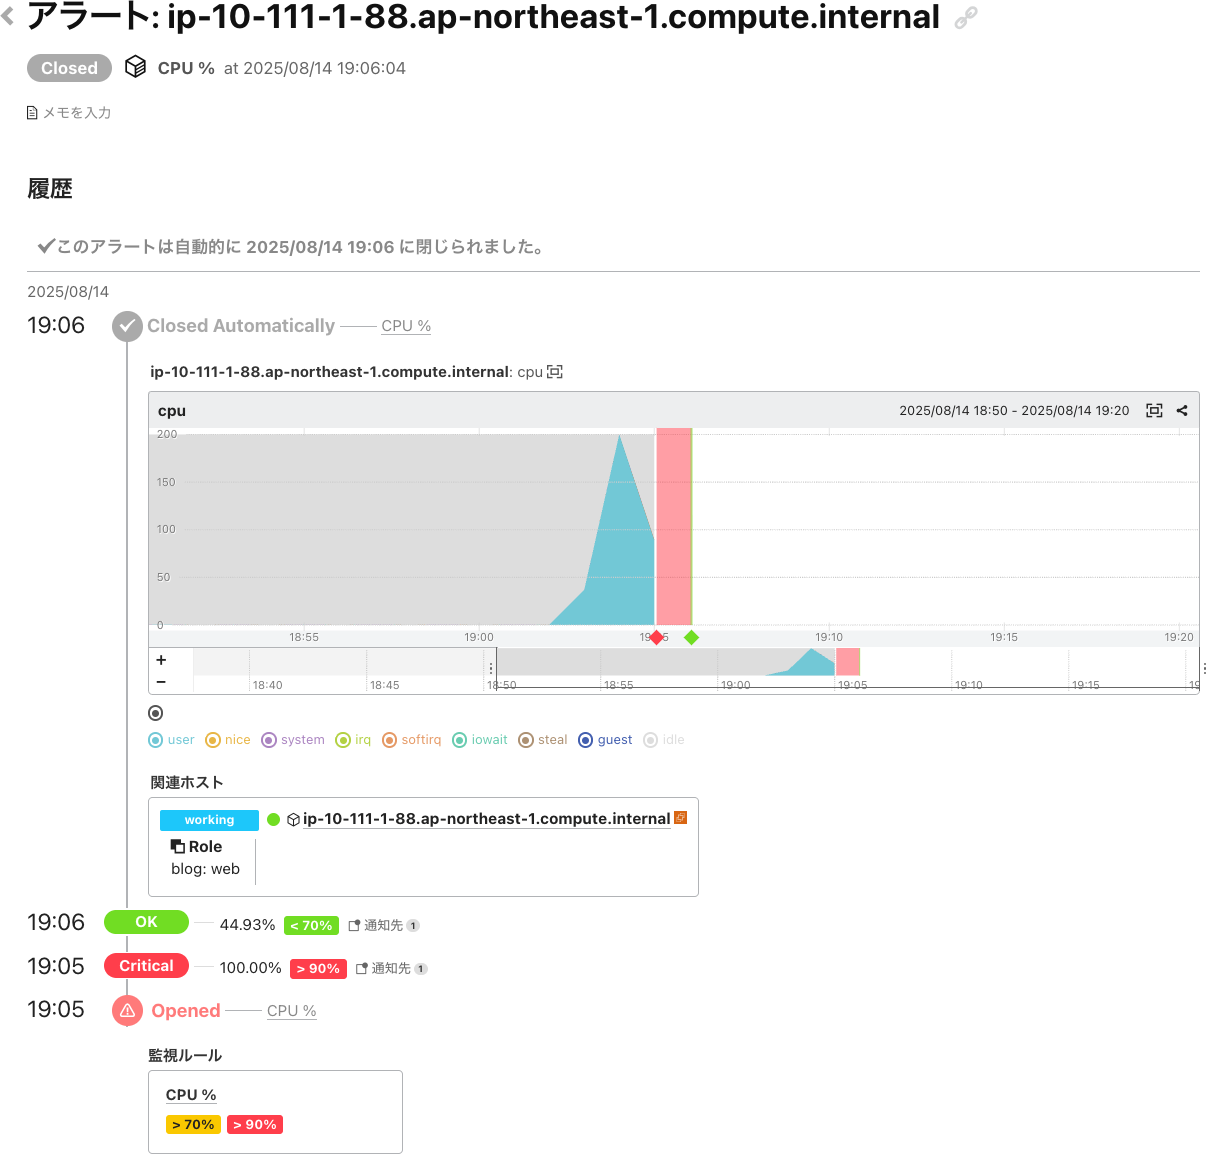 アラート: ip-10-111-1-88.ap-northeast-1.compute.internal
Closed CPU % at 2025/08/14 19:06:04
メモを入力
履歴
このアラートは自動的に 2025/08/14 19:06 に閉じられました。
2025/08/14
19:06 Closed Automatically CPU %
ip-10-111-1-88.ap-northeast-1.compute.internal: cpu
cpu 2025/08/14 18:50 - 2025/08/14 19:20
200
150
100
50
0
18:55 19:00 19:05 19:10 19:15 19:20
+
−
18:40 18:45 18:50 18:55 19:00 19:05 19:10 19:15
user nice system irq softirq iowait steal guest idle
関連ホスト
working ip-10-111-1-88.ap-northeast-1.compute.internal
Role
blog: web
19:06 OK 44.93% < 70% 通知先 1
19:05 Critical 100.00% > 90% 通知先 1
19:05 Opened CPU %
監視ルール
CPU %
> 70% > 90%